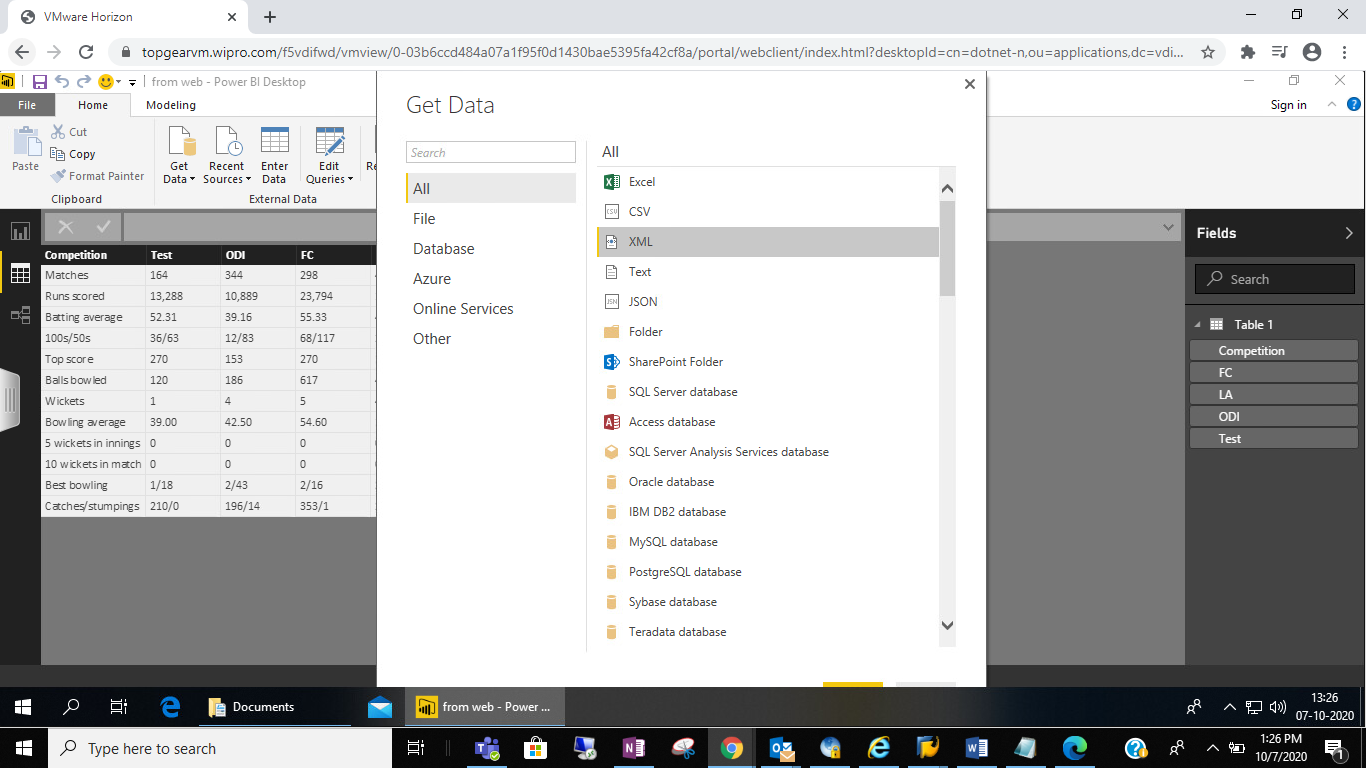 VMware Horizon
topgearvm.wipro.com/f5vdifwd/vmview/0-03b6ccd484a07a1f95f0d1430bae5395fa42cf8a/portal/webclient/index.html?desktopId=cn=dotnet-n,ou=applications,dc=vdi...
from web - Power BI Desktop
File Home Modeling
Sign in
Paste
Cut
Copy
Format Painter
Clipboard
Get Data
Recent Sources
Enter Data
Edit Queries
External Data
Competition Test ODI FC
Matches 164 344 298
Runs scored 13,288 10,889 23,794
Batting average 52.31 39.16 55.33
100s/50s 36/63 12/83 68/117
Top score 270 153 270
Balls bowled 120 186 617
Wickets 1 4 5
Bowling average 39.00 42.50 54.60
5 wickets in innings 0 0 0
10 wickets in match 0 0 0
Best bowling 1/18 2/43 2/16
Catches/stumpings 210/0 196/14 353/1
Get Data
Search
All
File
Database
Azure
Online Services
Other
All
Excel
CSV
XML
Text
JSON
Folder
SharePoint Folder
SQL Server database
Access database
SQL Server Analysis Services database
Oracle database
IBM DB2 database
MySQL database
PostgreSQL database
Sybase database
Teradata database
Fields
Search
Table 1
Competition
FC
LA
ODI
Test
Documents
from web - Power ...
13:26
07-10-2020
Type here to search
1:26 PM
10/7/2020